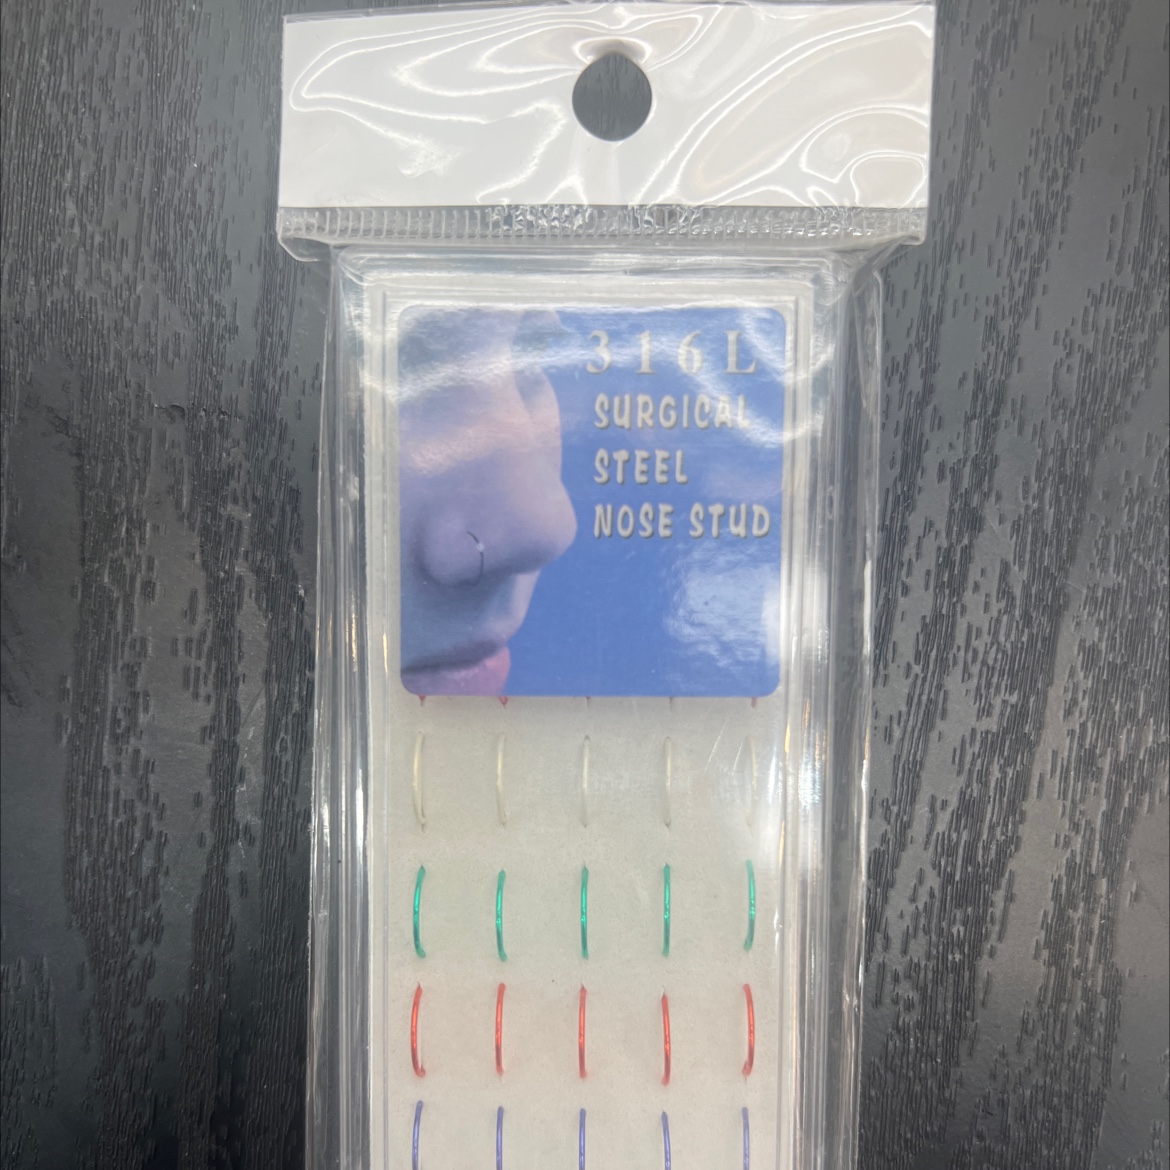 316L
SURGICAL
STEEL
NOSE STUD